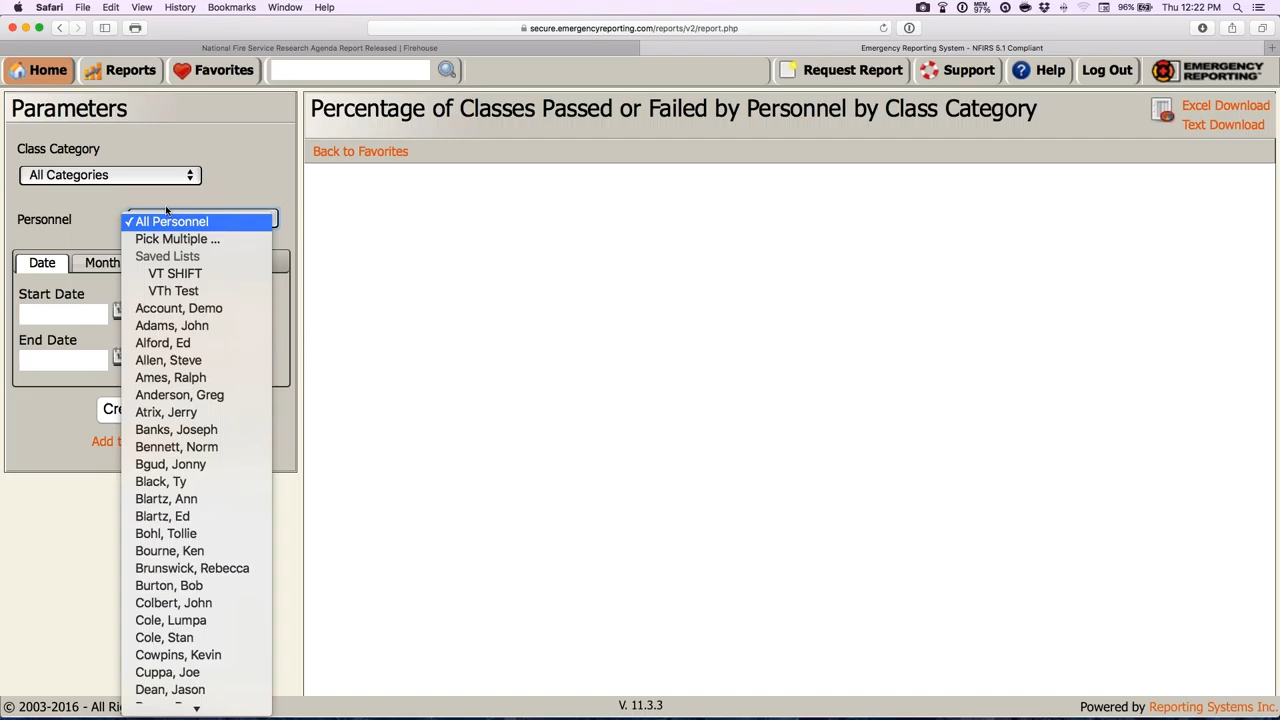 Safari File Edit View History Bookmarks Window Help MEM 97% 96% Thu 12:22 PM
secure.emergencyreporting.com/reports/v2/report.php
National Fire Service Research Agenda Report Released | Firehouse
Emergency Reporting System - NFIRS 5.1 Compliant
Home Reports Favorites Request Report Support Help Log Out EMERGENCY REPORTING
Parameters
Percentage of Classes Passed or Failed by Personnel by Class Category
Excel Download
Text Download
Class Category
Back to Favorites
All Categories
Personnel
✓All Personnel
Pick Multiple ...
Saved Lists
VT SHIFT
VTh Test
Account, Demo
Adams, John
Alford, Ed
Allen, Steve
Ames, Ralph
Anderson, Greg
Atrix, Jerry
Banks, Joseph
Bennett, Norm
Bgud, Jonny
Black, Ty
Blartz, Ann
Blartz, Ed
Bohl, Tollie
Bourne, Ken
Brunswick, Rebecca
Burton, Bob
Colbert, John
Cole, Lumpa
Cole, Stan
Cowpins, Kevin
Cuppa, Joe
Dean, Jason
Date Month
Start Date
End Date
Cre
Add t
© 2003-2016 - All Ri
V. 11.3.3
Powered by Reporting Systems Inc.